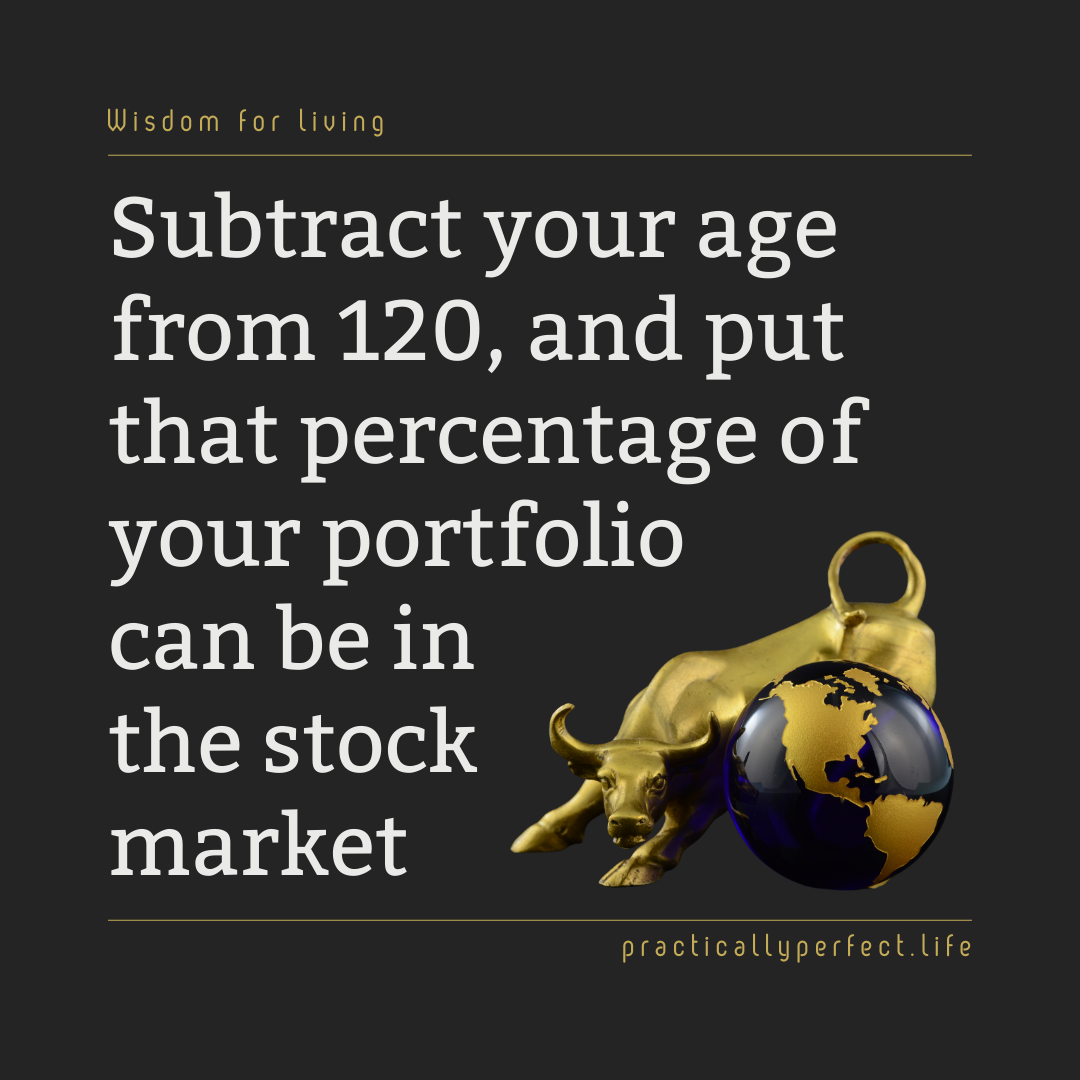 Wisdom for living
Subtract your age
from 120, and put
that percentage of
your portfolio
can be in
the stock
market
practicallyperfect.life